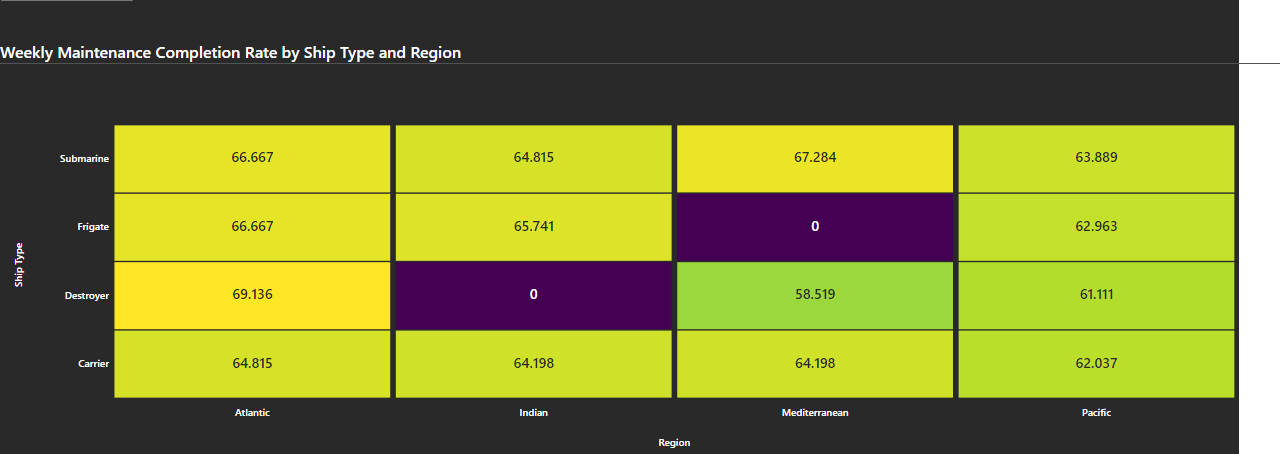 Weekly Maintenance Completion Rate by Ship Type and Region
Ship Type
Submarine 66.667 64.815 67.284 63.889
Frigate 66.667 65.741 0 62.963
Destroyer 69.136 0 58.519 61.111
Carrier 64.815 64.198 64.198 62.037
Atlantic Indian Mediterranean Pacific
Region